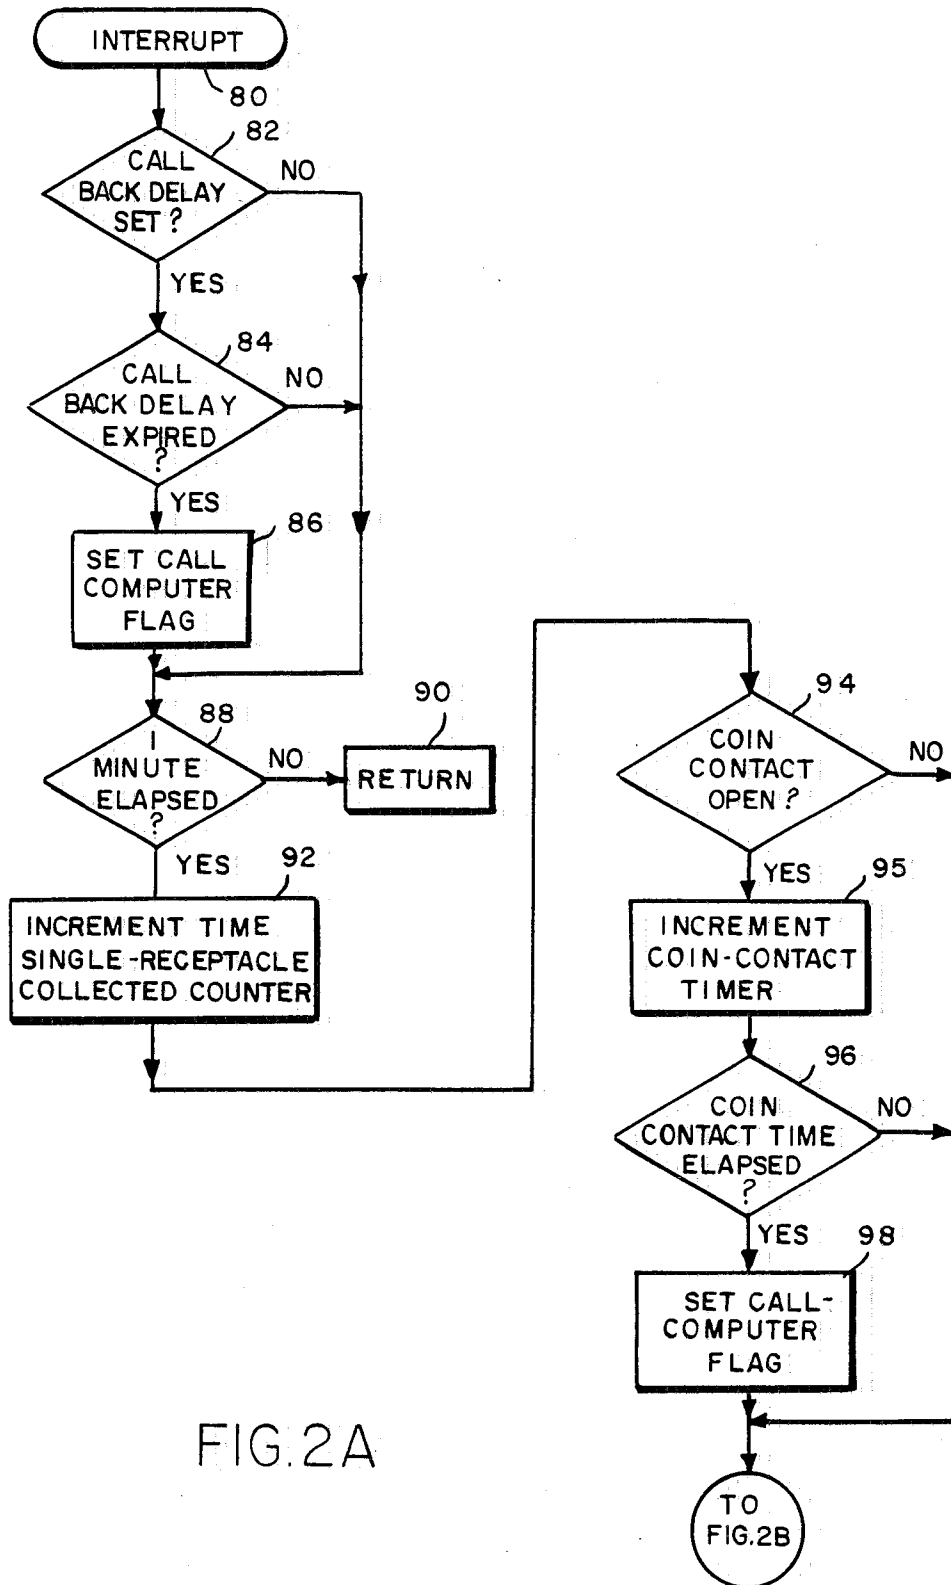 INTERRUPT
80
82
CALL
BACK DELAY
SET?
NO
YES
84
CALL
BACK DELAY
EXPIRED
?
NO
YES
86
SET CALL
COMPUTER
FLAG
88
1
MINUTE
ELAPSED
?
NO
90
RETURN
YES
92
INCREMENT TIME
SINGLE-RECEPTACLE
COLLECTED COUNTER
94
COIN
CONTACT
OPEN?
NO
YES
95
INCREMENT
COIN-CONTACT
TIMER
96
COIN
CONTACT TIME
ELAPSED
?
NO
YES
98
SET CALL-
COMPUTER
FLAG
TO
FIG.2B
FIG.2A